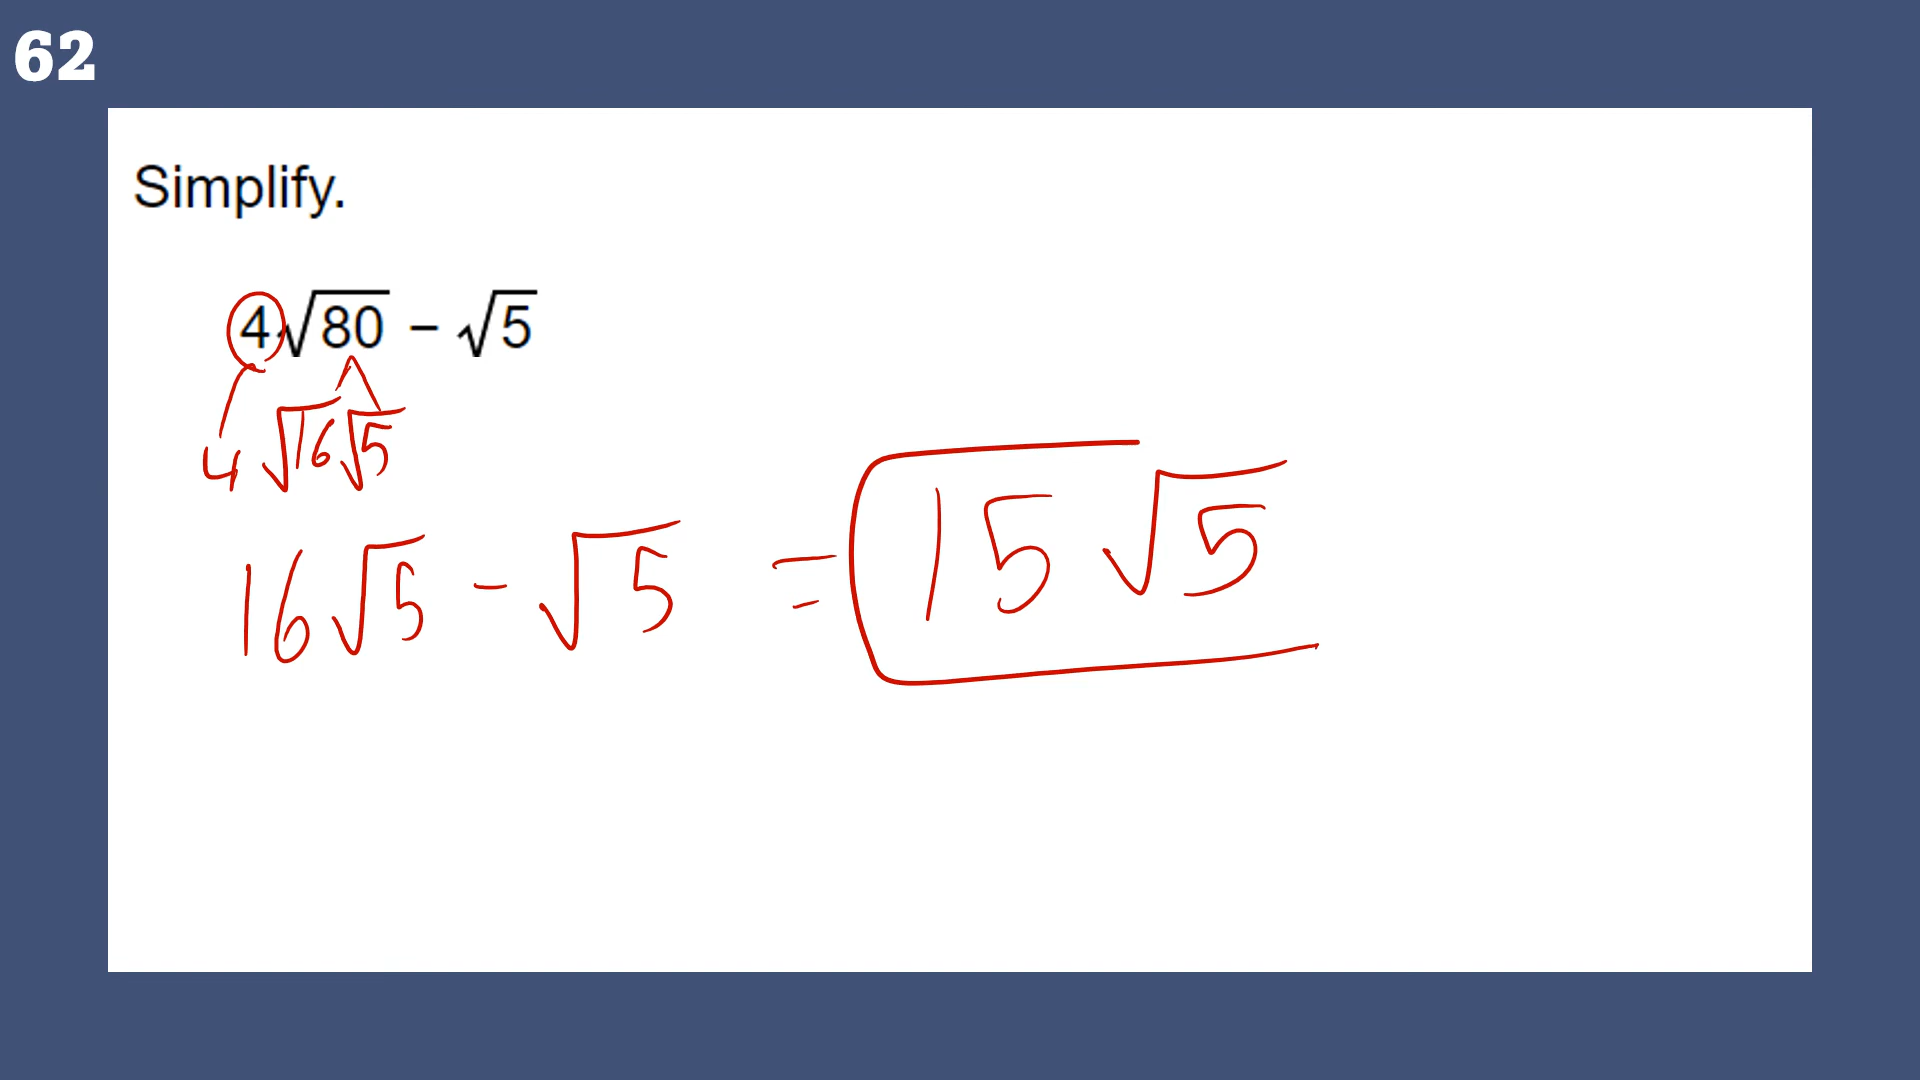 62
Simplify.
4√80 − √5
4 √16 √5
16√5 − √5 = 15√5